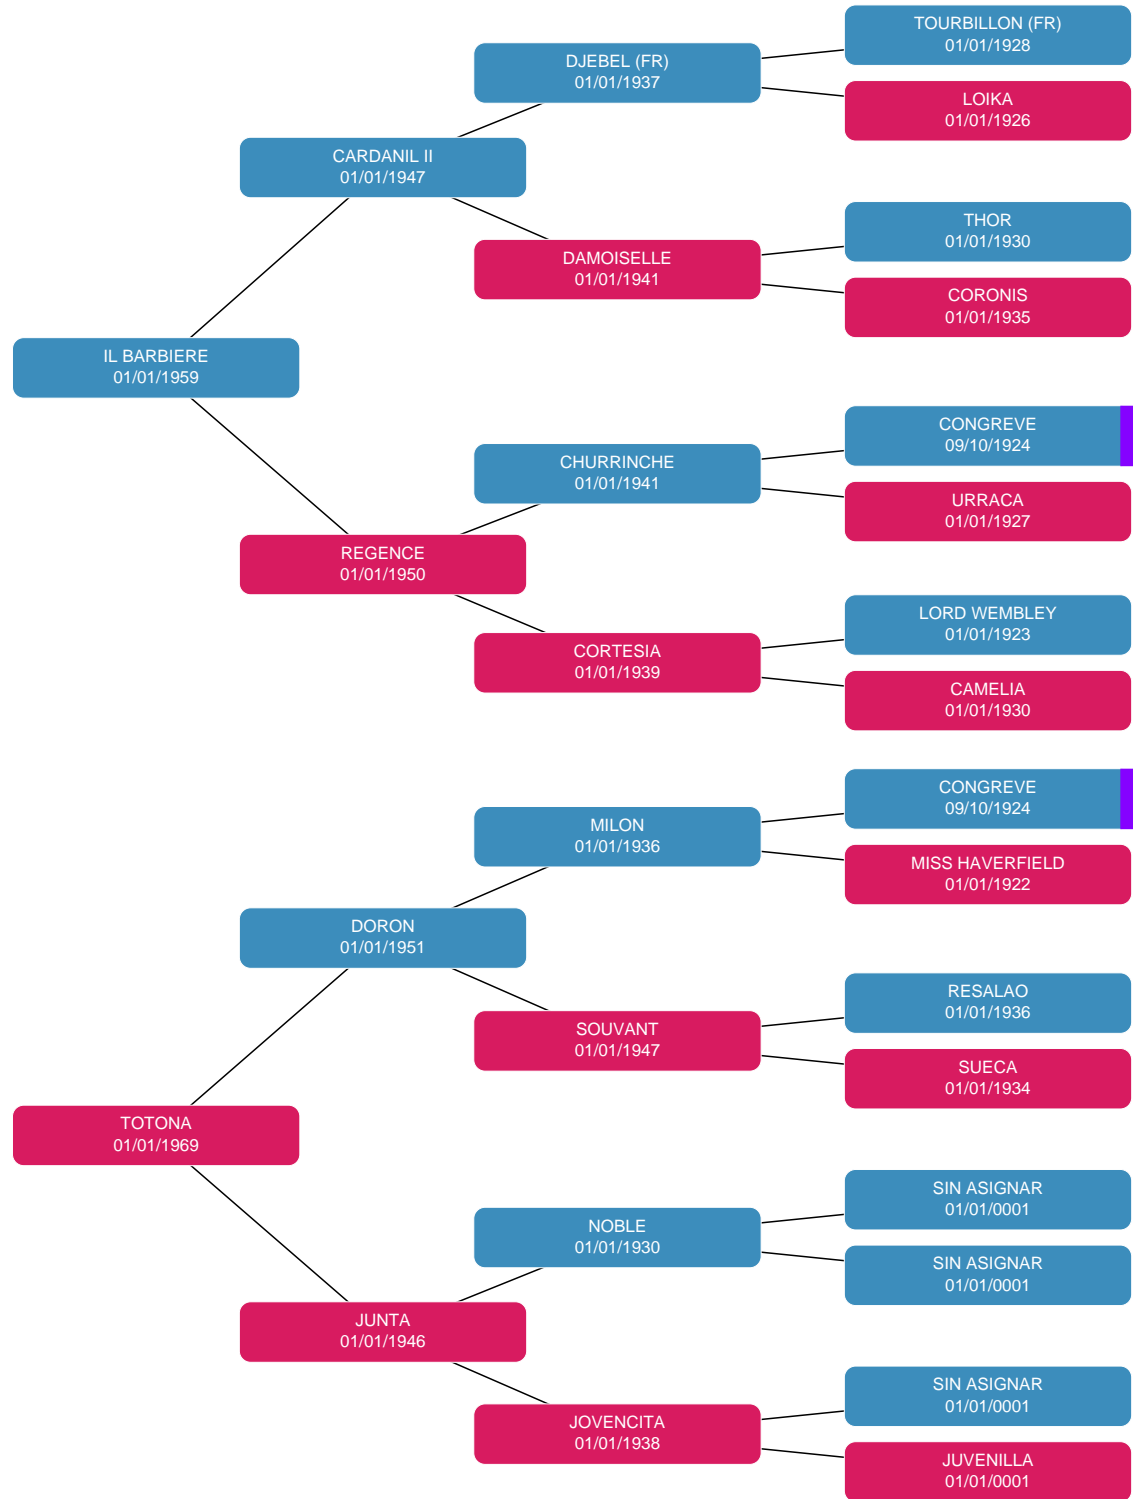 TOURBILLON (FR)
01/01/1928
DJEBEL (FR)
01/01/1937
LOIKA
01/01/1926
CARDANIL II
01/01/1947
THOR
01/01/1930
DAMOISELLE
01/01/1941
CORONIS
01/01/1935
IL BARBIERE
01/01/1959
CONGREVE
09/10/1924
CHURRINCHE
01/01/1941
URRACA
01/01/1927
REGENCE
01/01/1950
LORD WEMBLEY
01/01/1923
CORTESIA
01/01/1939
CAMELIA
01/01/1930
CONGREVE
09/10/1924
MILON
01/01/1936
MISS HAVERFIELD
01/01/1922
DORON
01/01/1951
RESALAO
01/01/1936
SOUVANT
01/01/1947
SUECA
01/01/1934
TOTONA
01/01/1969
SIN ASIGNAR
01/01/0001
NOBLE
01/01/1930
SIN ASIGNAR
01/01/0001
JUNTA
01/01/1946
SIN ASIGNAR
01/01/0001
JOVENCITA
01/01/1938
JUVENILLA
01/01/0001